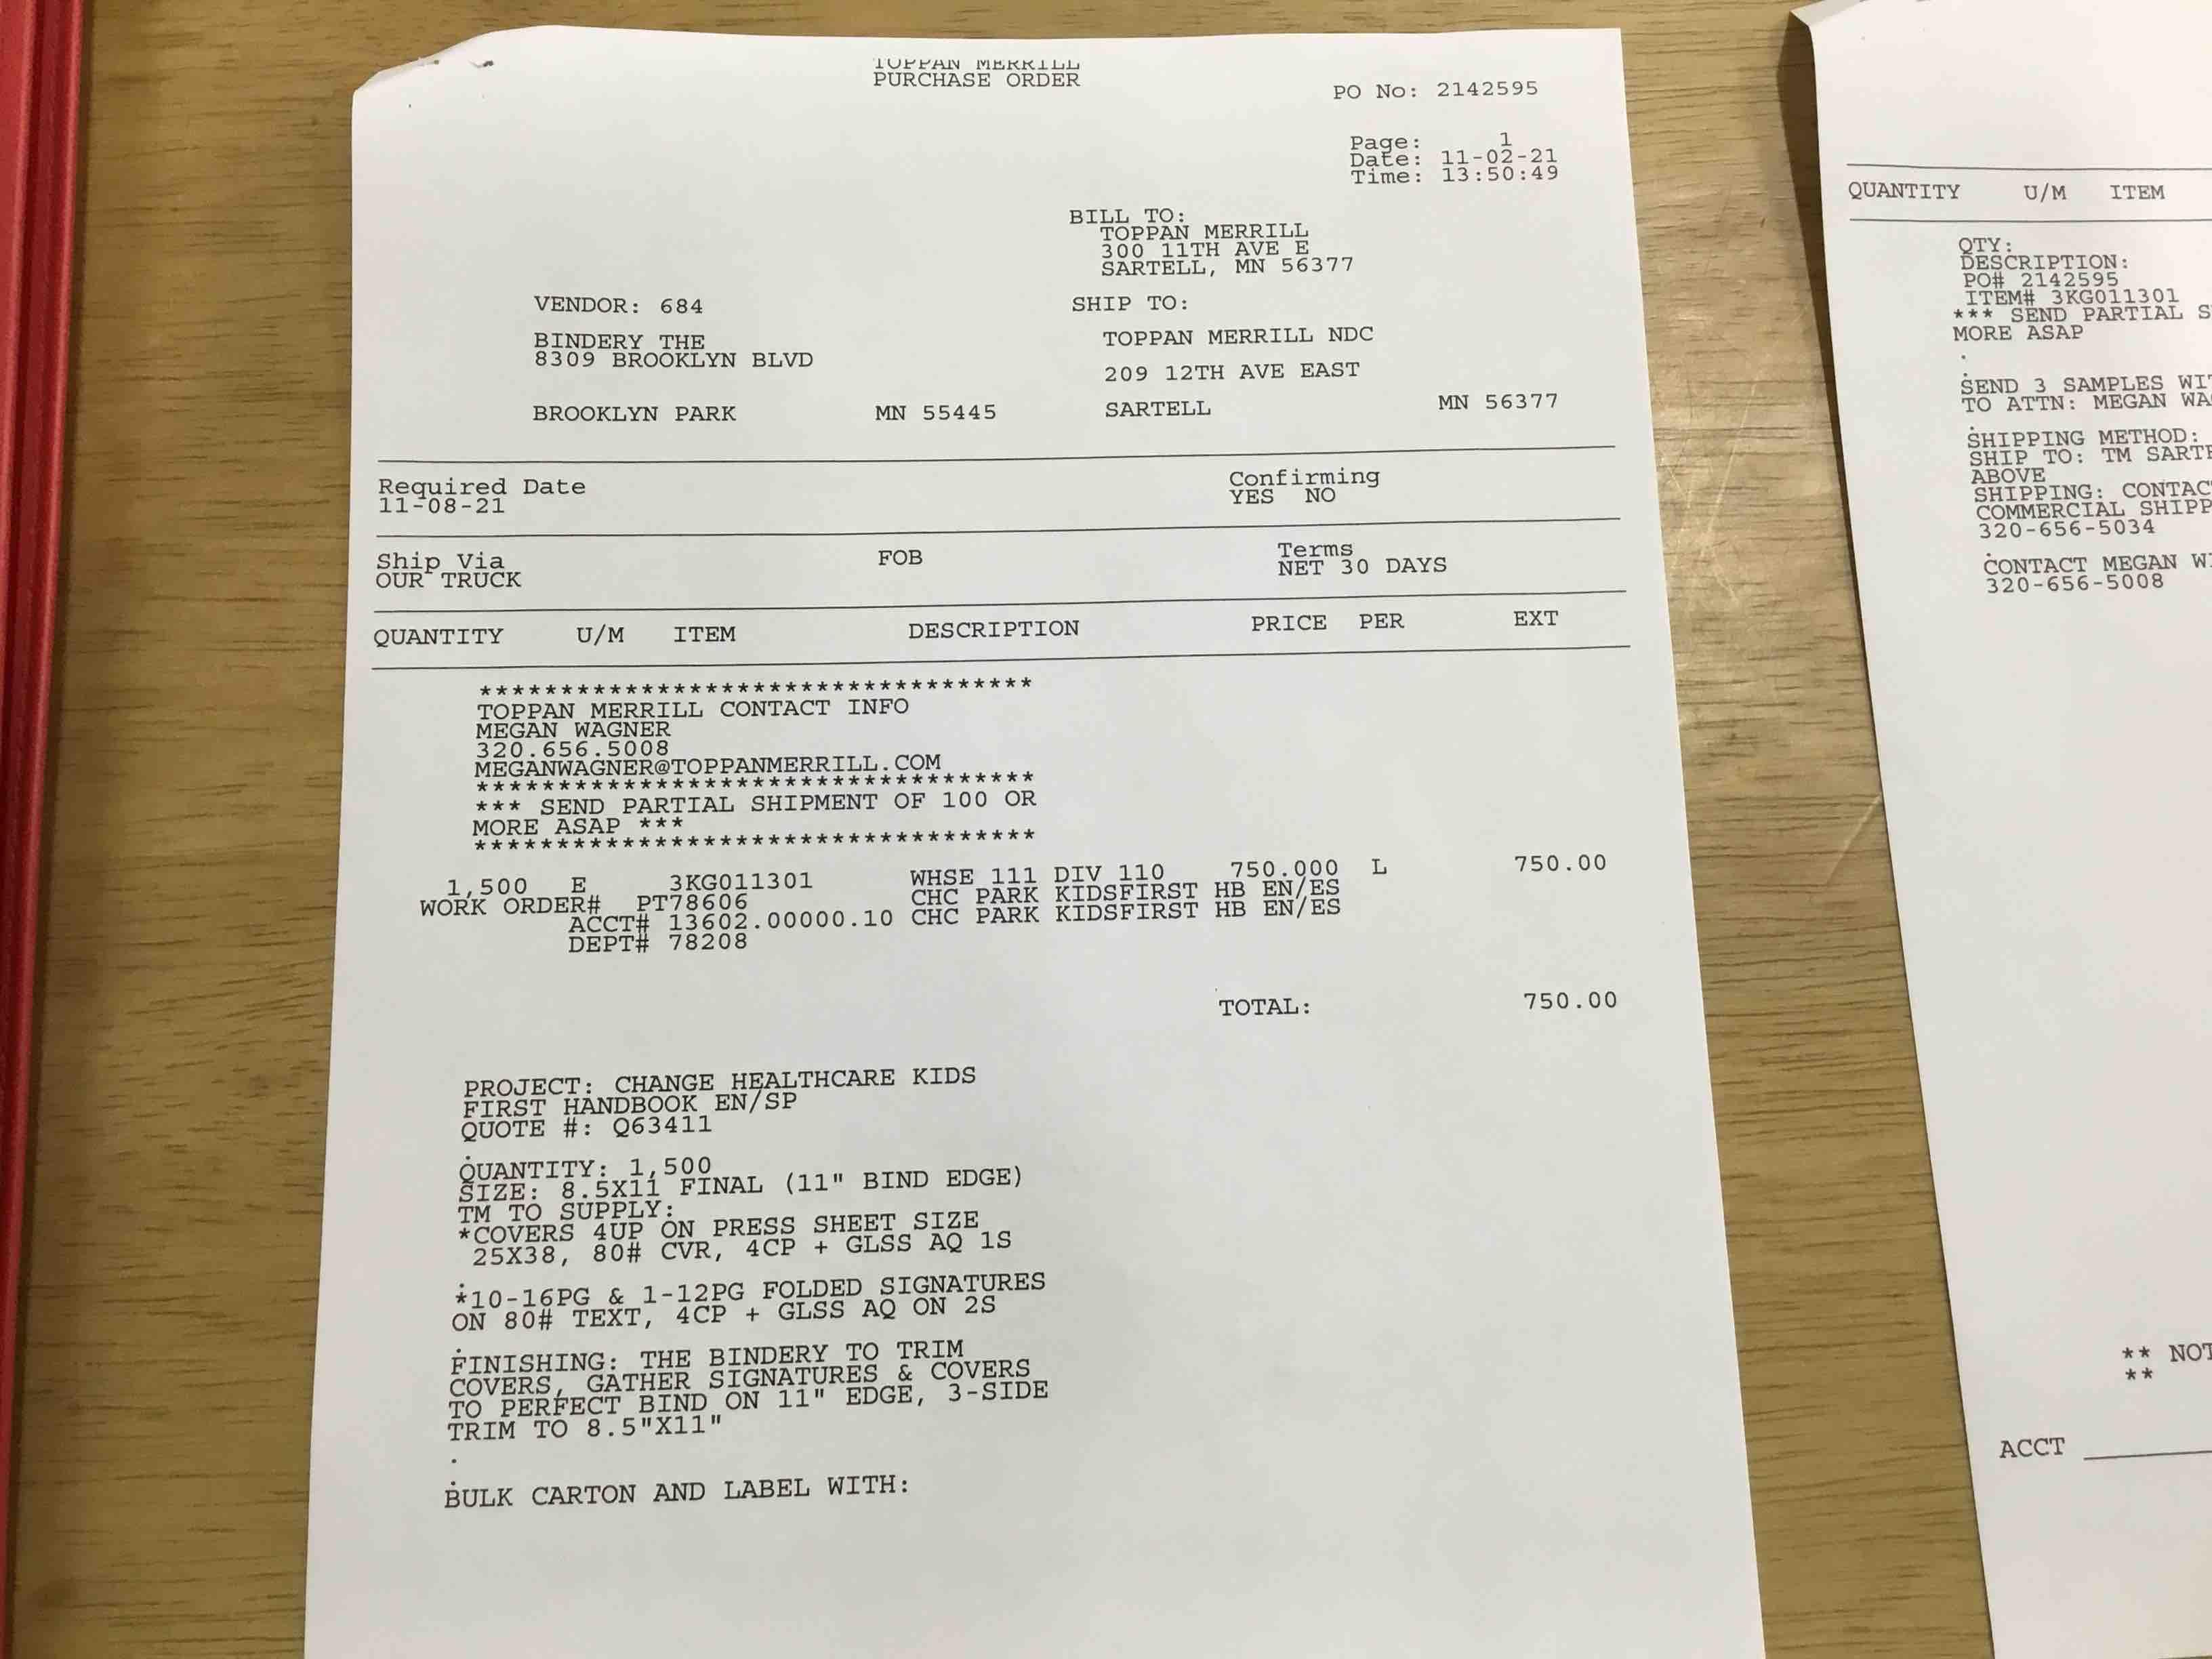 TOPPAN MERRILL
PURCHASE ORDER
PO No: 2142595
Page: 1
Date: 11-02-21
Time: 13:50:49
BILL TO:
TOPPAN MERRILL
300 11TH AVE E
SARTELL, MN 56377
VENDOR: 684
BINDERY THE
8309 BROOKLYN BLVD
BROOKLYN PARK MN 55445
SHIP TO:
TOPPAN MERRILL NDC
209 12TH AVE EAST
SARTELL MN 56377
Required Date
11-08-21
Confirming
YES NO
Ship Via
OUR TRUCK
FOB
Terms
NET 30 DAYS
QUANTITY U/M ITEM DESCRIPTION PRICE PER EXT
***********************************
TOPPAN MERRILL CONTACT INFO
MEGAN WAGNER
320.656.5008
MEGANWAGNER@TOPPANMERRILL.COM
***********************************
*** SEND PARTIAL SHIPMENT OF 100 OR
MORE ASAP ***
***********************************
1,500 E 3KG011301 WHSE 111 DIV 110 750.000 L 750.00
WORK ORDER# PT78606 CHC PARK KIDSFIRST HB EN/ES
ACCT# 13602.00000.10 CHC PARK KIDSFIRST HB EN/ES
DEPT# 78208
TOTAL: 750.00
PROJECT: CHANGE HEALTHCARE KIDS
FIRST HANDBOOK EN/SP
QUOTE #: Q63411
.
QUANTITY: 1,500
SIZE: 8.5X11 FINAL (11" BIND EDGE)
TM TO SUPPLY:
*COVERS 4UP ON PRESS SHEET SIZE
25X38, 80# CVR, 4CP + GLSS AQ 1S
.
*10-16PG & 1-12PG FOLDED SIGNATURES
ON 80# TEXT, 4CP + GLSS AQ ON 2S
.
FINISHING: THE BINDERY TO TRIM
COVERS, GATHER SIGNATURES & COVERS
TO PERFECT BIND ON 11" EDGE, 3-SIDE
TRIM TO 8.5"X11"
.
.
BULK CARTON AND LABEL WITH:
QUANTITY U/M ITEM
QTY:
DESCRIPTION:
PO# 2142595
ITEM# 3KG011301
*** SEND PARTIAL
MORE ASAP
.
.
SEND 3 SAMPLES
TO ATTN: MEGAN
.
SHIPPING METHOD:
SHIP TO: TM
ABOVE
SHIPPING:
COMMERCIAL
320-656-5034
.
CONTACT MEGAN
320-656-5008
**
**
ACCT